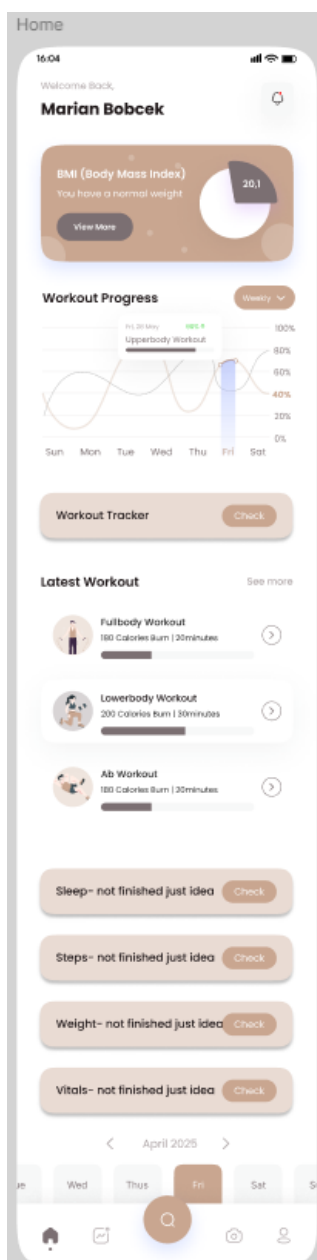 Home
16:04
Welcome Back,
Marian Bobcek
BMI (Body Mass Index)
You have a normal weight
20,1
View More
Workout Progress
Weekly
Fri, 20 May
Upperbody Workout
100%
80%
60%
40%
20%
0%
Sun Mon Tue Wed Thu Fri Sat
Workout Tracker
Check
Latest Workout
See more
Fullbody Workout
180 Calories Burn | 20minutes
Lowerbody Workout
200 Calories Burn | 30minutes
Ab Workout
180 Calories Burn | 20minutes
Sleep- not finished just idea
Check
Steps- not finished just idea
Check
Weight- not finished just idea
Check
Vitals- not finished just idea
Check
April 2025
ue Wed Thus Fri Sat S